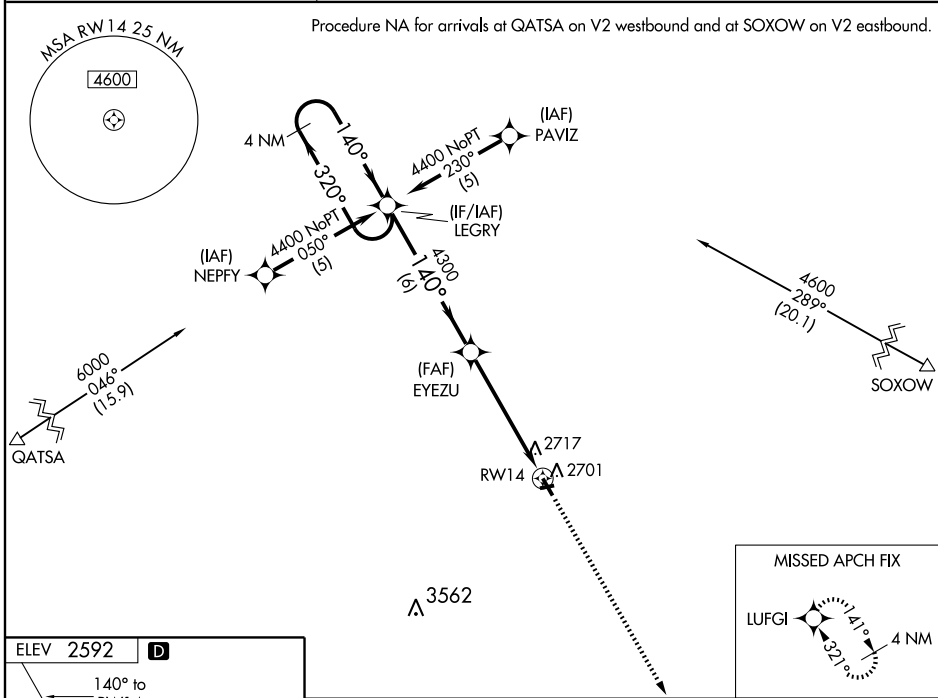 Procedure NA for arrivals at QATSA on V2 westbound and at SOXOW on V2 eastbound.
MSA RW14 25 NM
4600
4 NM
140°
320°
(IAF)
PAVIZ
4400 NoPT
230°
(5)
(IF/IAF)
LEGRY
4400 NoPT
050°
(5)
(IAF)
NEPFY
4300
140°
(6)
4600
289°
(20.1)
SOXOW
(FAF)
EYEZU
6000
046°
(15.9)
QATSA
2717
RW14
2701
3562
MISSED APCH FIX
LUFGI
141°
321°
4 NM
ELEV 2592 D
140° to